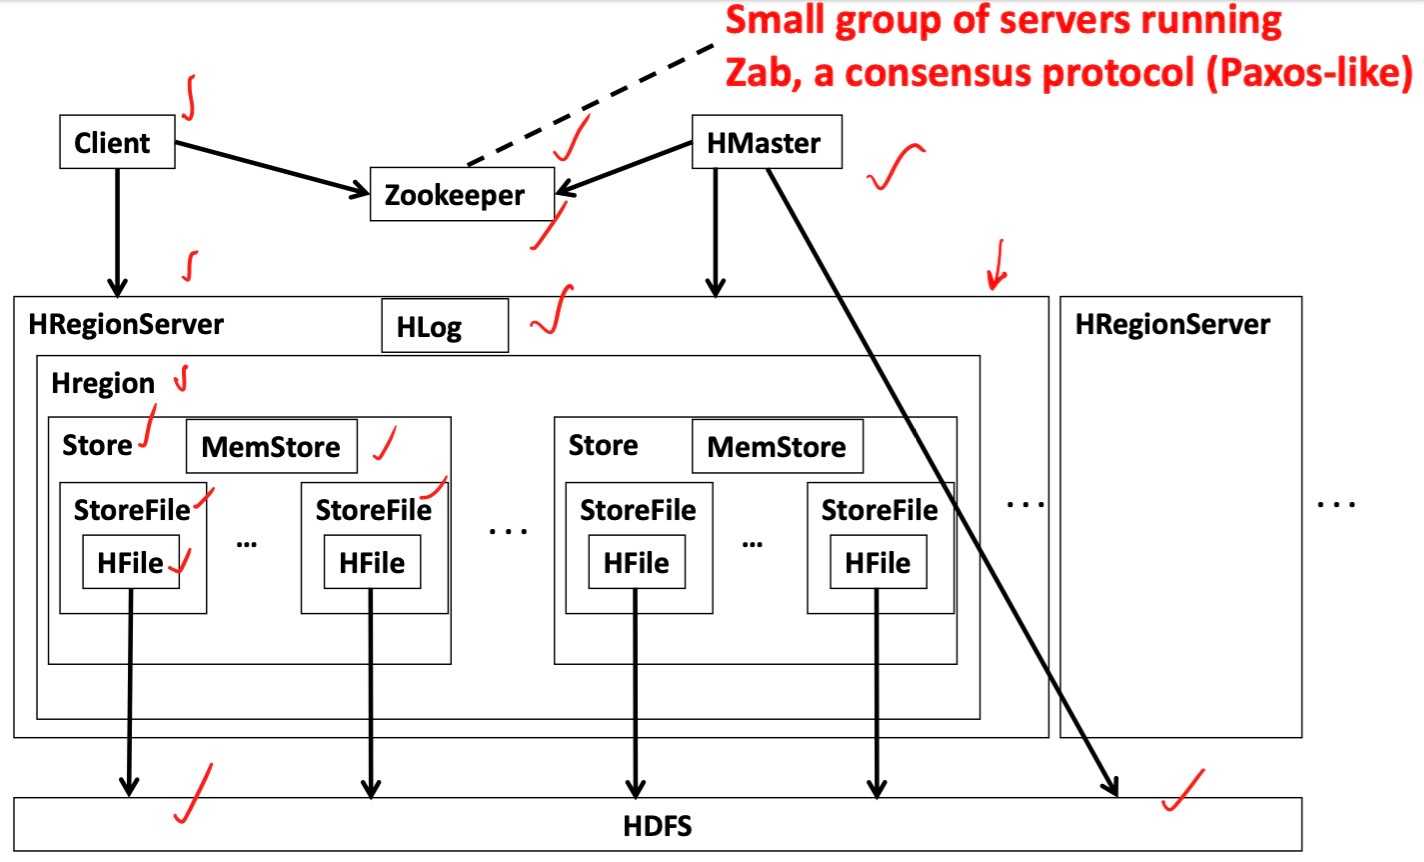 Small group of servers running
Zab, a consensus protocol (Paxos-like)
Client
HMaster
Zookeeper
HRegionServer
HLog
HRegionServer
Hregion
Store
MemStore
Store
MemStore
StoreFile
StoreFile
StoreFile
StoreFile
...
...
...
...
...
HFile
HFile
HFile
HFile
HDFS